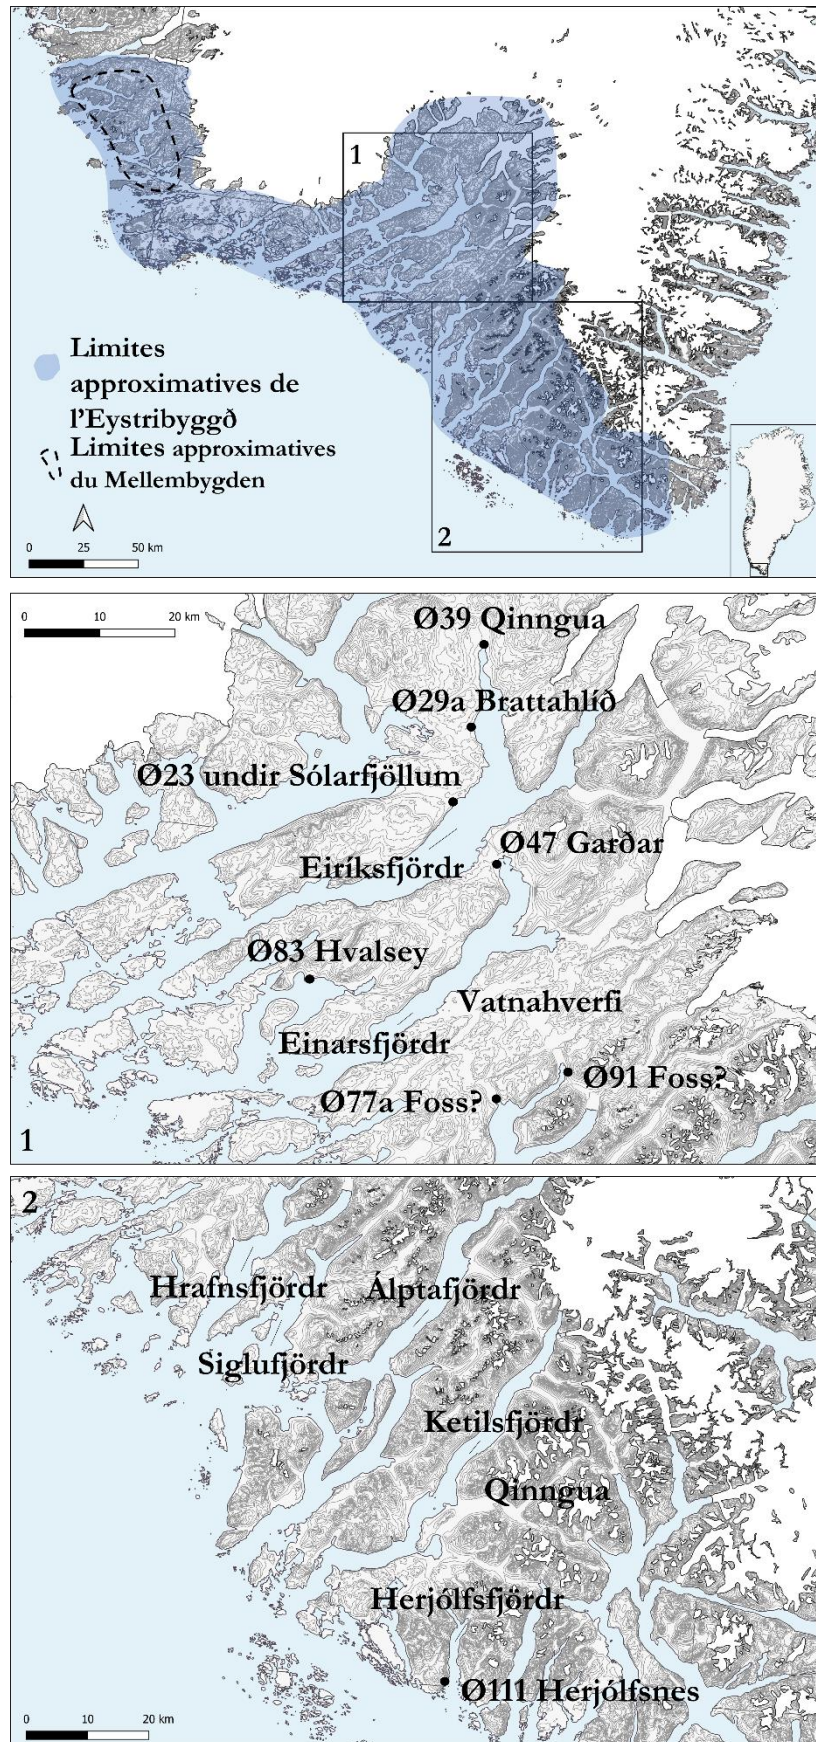 1
Limites
approximatives de
l'Eystribyggð
Limites approximatives
du Mellembygden
0 25 50 km
2
0 10 20 km
Ø39 Qinngua
Ø29a Brattahlíð
Ø23 undir Sólarfjöllum
Ø47 Garðar
Eiríksfjördr
Ø83 Hvalsey
Vatnahverfi
Einarsfjördr
Ø91 Foss?
Ø77a Foss?
1
2
Hrafnsfjördr
Álptafjördr
Siglufjördr
Ketilsfjördr
Qinngua
Herjólfsfjördr
Ø111 Herjólfsnes
0 10 20 km